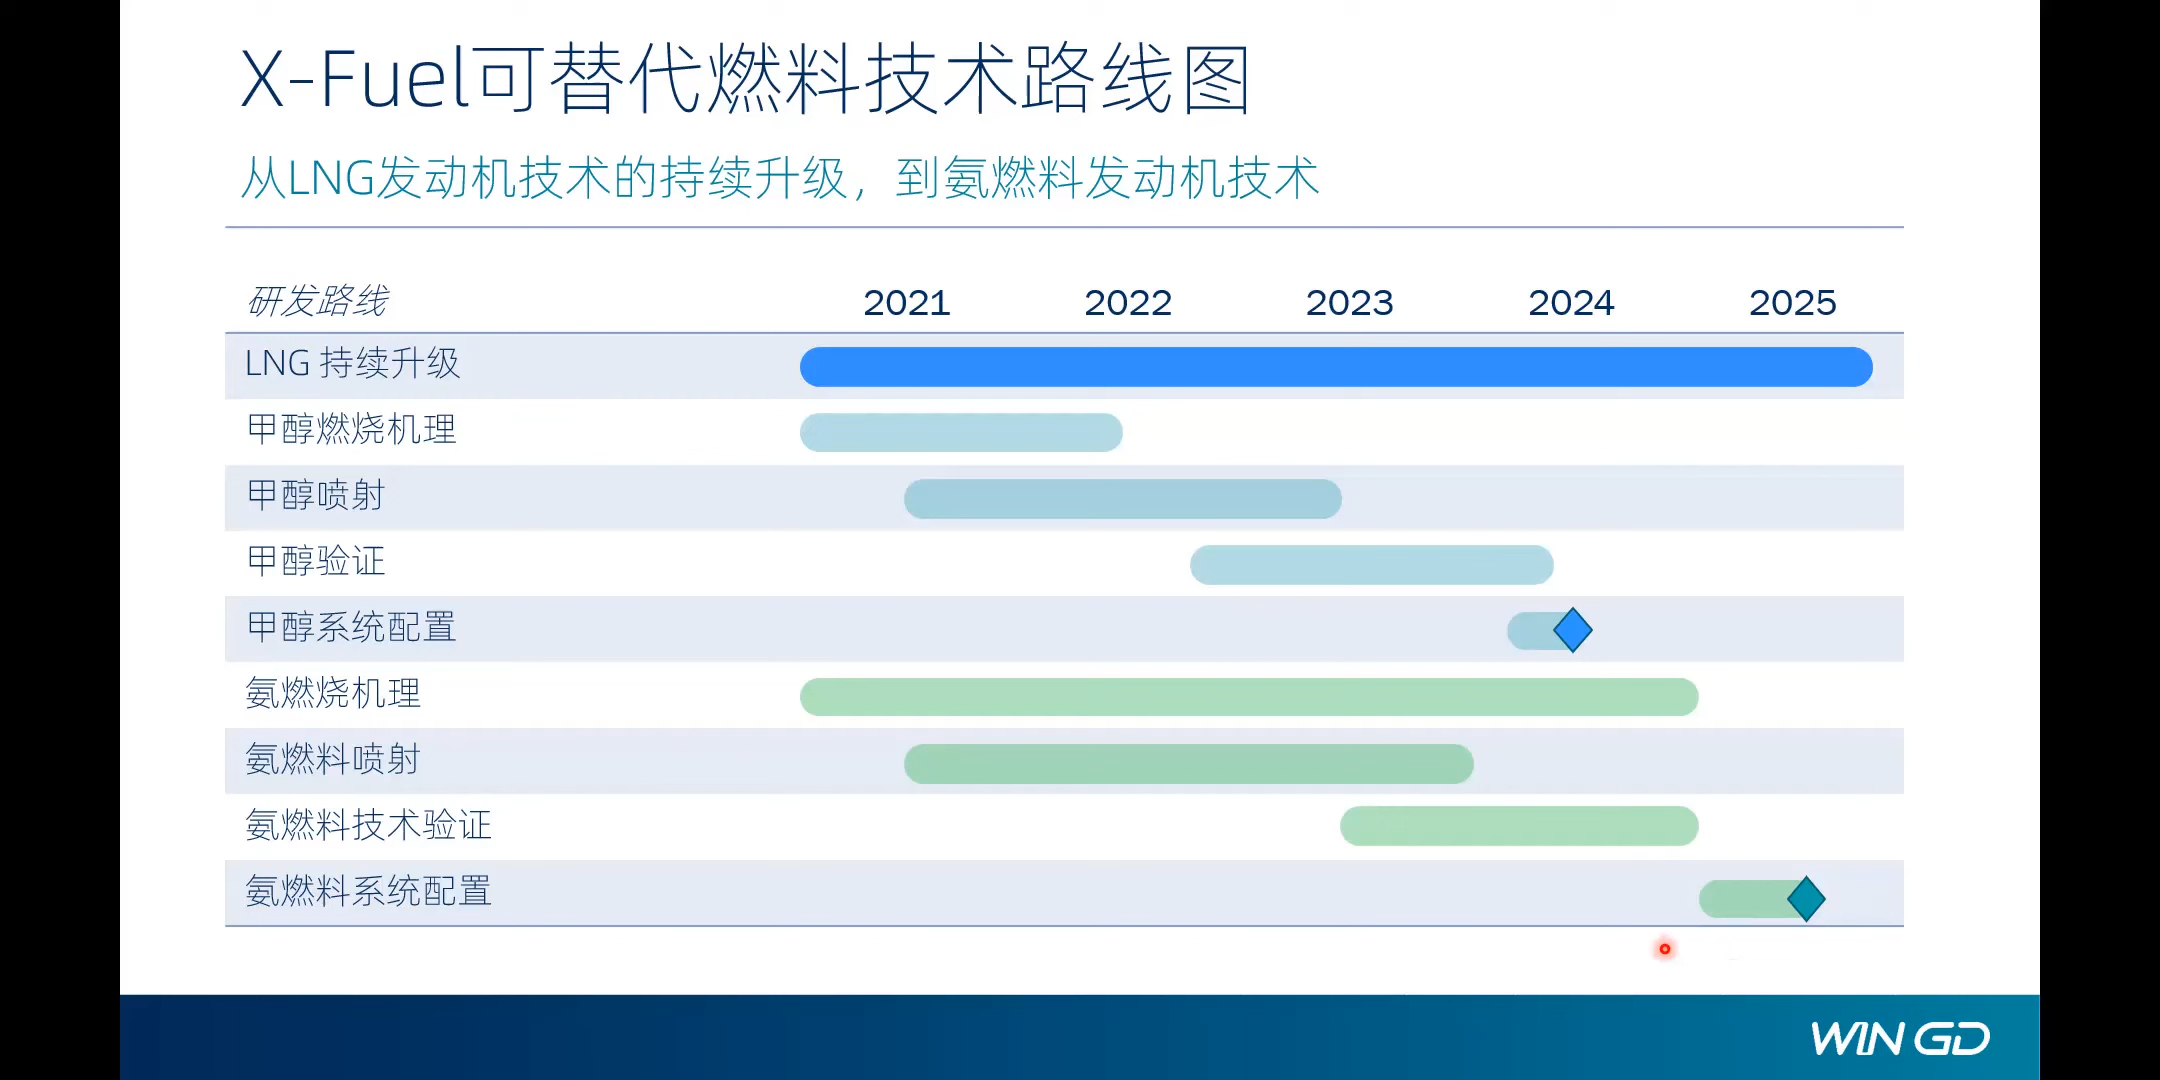 X-Fuel可替代燃料技术路线图
从LNG发动机技术的持续升级，到氨燃料发动机技术
研发路线 2021 2022 2023 2024 2025
LNG 持续升级
甲醇燃烧机理
甲醇喷射
甲醇验证
甲醇系统配置
氨燃烧机理
氨燃料喷射
氨燃料技术验证
氨燃料系统配置
WIN GD